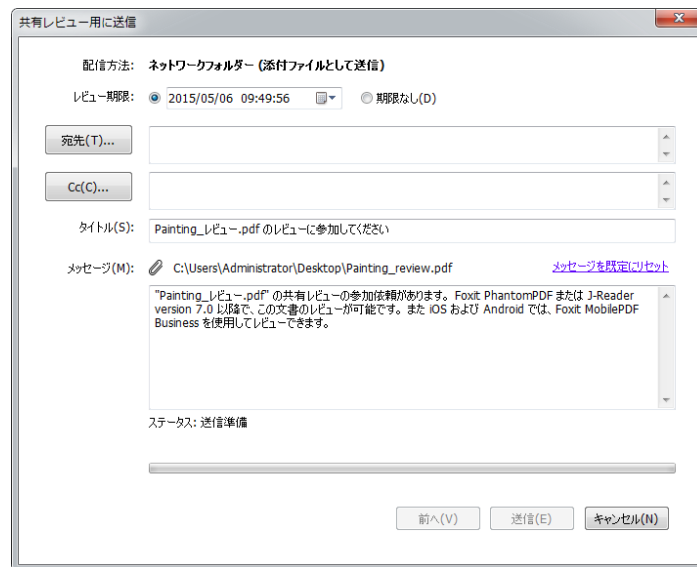 共有レビュー用に送信
配信方法: ネットワークフォルダー (添付ファイルとして送信)
レビュー期限: 2015/05/06 09:49:56 期限なし(D)
宛先(T)...
Cc(C)...
タイトル(S): Painting_レビュー.pdf のレビューに参加してください
メッセージ(M): C:\Users\Administrator\Desktop\Painting_review.pdf メッセージを既定にリセット
"Painting_レビュー.pdf" の共有レビューの参加依頼があります。Foxit PhantomPDF または J-Reader
version 7.0 以降で、この文書のレビューが可能です。また iOS および Android では、Foxit MobilePDF
Business を使用してレビューできます。
ステータス: 送信準備
前へ(V) 送信(E) キャンセル(N)